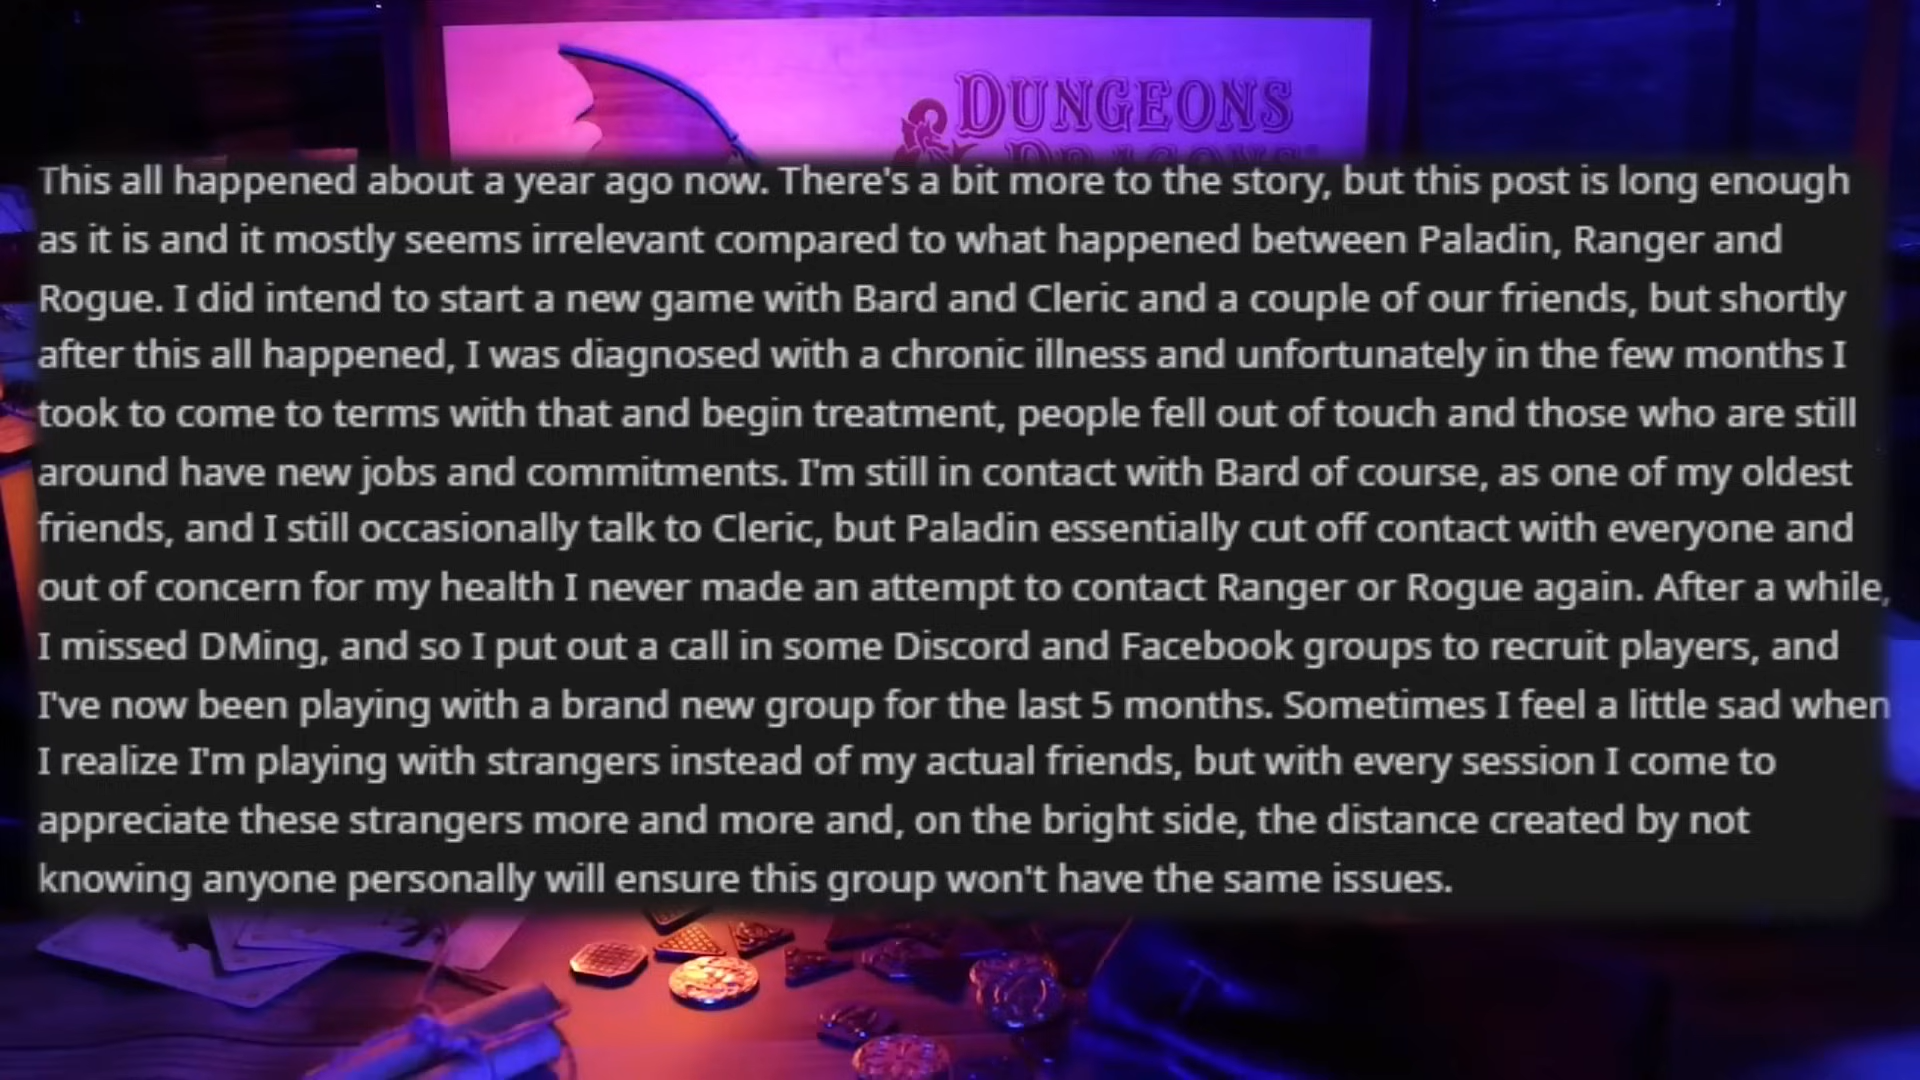 DUNGEONS
DRAGONS
This all happened about a year ago now. There's a bit more to the story, but this post is long enough
as it is and it mostly seems irrelevant compared to what happened between Paladin, Ranger and
Rogue. I did intend to start a new game with Bard and Cleric and a couple of our friends, but shortly
after this all happened, I was diagnosed with a chronic illness and unfortunately in the few months I
took to come to terms with that and begin treatment, people fell out of touch and those who are still
around have new jobs and commitments. I'm still in contact with Bard of course, as one of my oldest
friends, and I still occasionally talk to Cleric, but Paladin essentially cut off contact with everyone and
out of concern for my health I never made an attempt to contact Ranger or Rogue again. After a while,
I missed DMing, and so I put out a call in some Discord and Facebook groups to recruit players, and
I've now been playing with a brand new group for the last 5 months. Sometimes I feel a little sad when
I realize I'm playing with strangers instead of my actual friends, but with every session I come to
appreciate these strangers more and more and, on the bright side, the distance created by not
knowing anyone personally will ensure this group won't have the same issues.